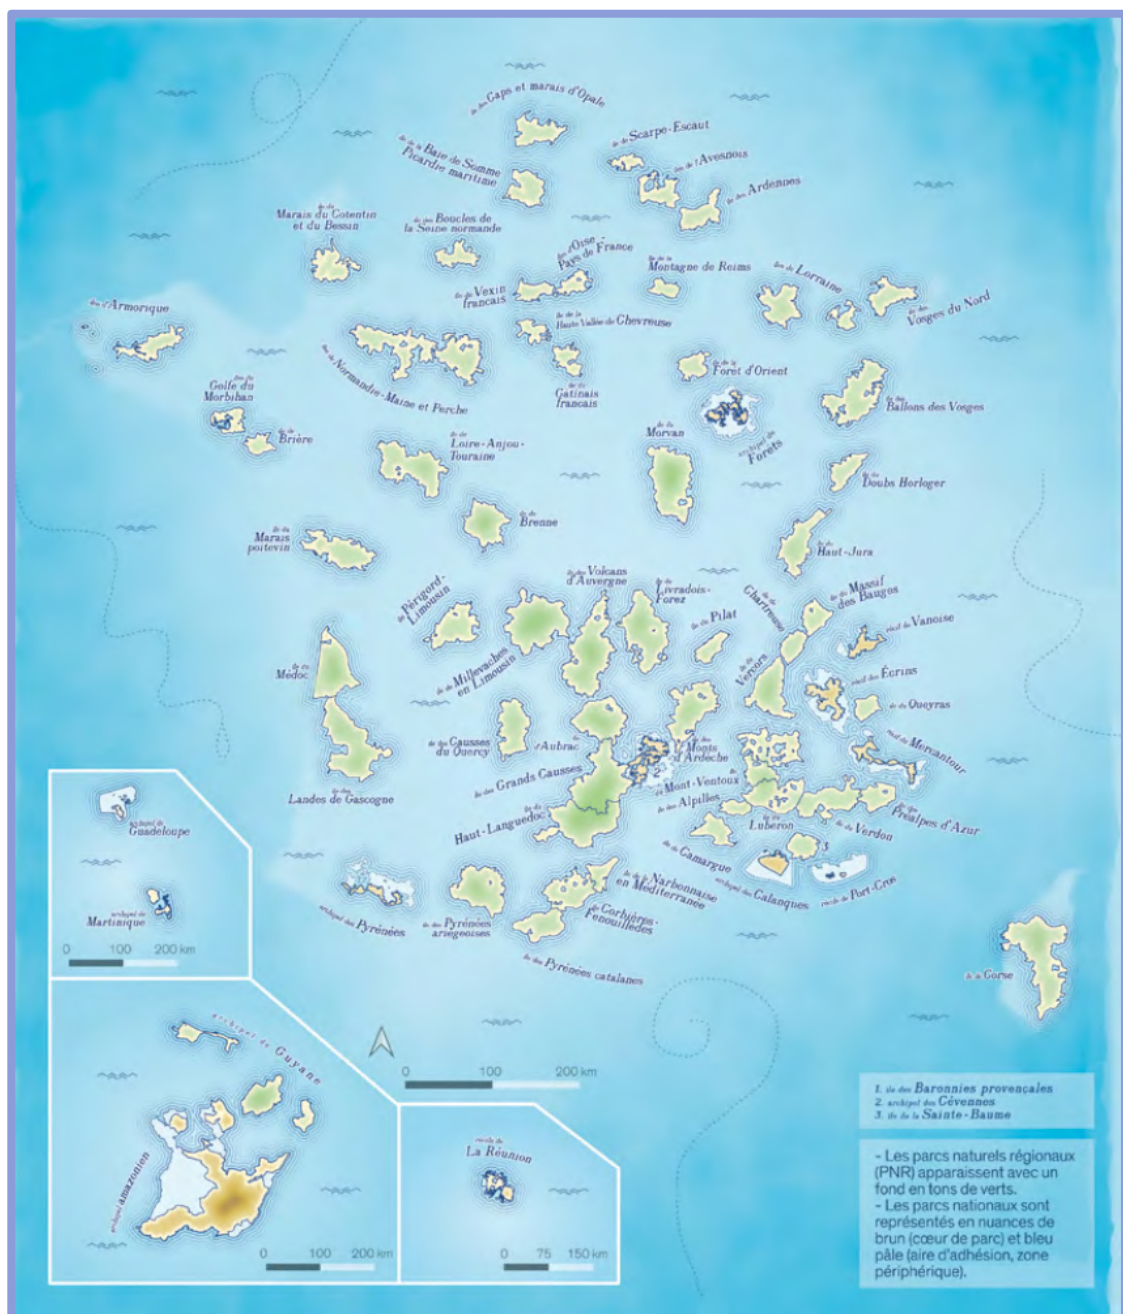 île des Caps et marais d'Opale
île de Scarpe-Escaut
île de la Baie de Somme
Picardie maritime
îles de l'Avesnois
île des Ardennes
île du
Marais du Cotentin
et du Bessin
île des Boucles de
la Seine normande
îles d'Oise -
Pays de France
île de la
Montagne de Reims
îles de Lorraine
île du Vexin
français
île des
Vosges du Nord
îles d'Armorique
île de la
Haute Vallée de Chevreuse
île de Normandie-Maine et Perche
île du
Gâtinais
français
île de la
Forêt d'Orient
îles du
Golfe du
Morbihan
île des
Ballons des Vosges
île de
Brière
île de
Loire-Anjou-
Touraine
île du
Morvan
archipel de
Forêts
île du
Doubs Horloger
île de
Brenne
île du
Marais
poitevin
île du
Haut-Jura
île des Volcans
d'Auvergne
île du
Livradois-
Forez
île de
Chartreuse
île du Massif
des Bauges
île de Périgord-
Limousin
île du Pilat
récif de Vanoise
île du
Médoc
île de Millevaches
en Limousin
île du
Vercors
récif des Écrins
île du Queyras
île des Causses
du Quercy
île
d'Aubrac
île des
Monts
d'Ardèche
récif du Mercantour
île des Grands Causses
2
île
du Mont-Ventoux
île des
Landes de Gascogne
île du
Haut-Languedoc
île des Alpilles
île des
Préalpes d'Azur
île du
Luberon
île du Verdon
3
île de
Camargue
archipel des Calanques
récifs de Port-Cros
archipel des Pyrénées
île des Pyrénées
ariégeoises
île de la Narbonnaise
en Méditerranée
île de Corbières-
Fenouillèdes
île des Pyrénées catalanes
île de Corse
archipel de
Guadeloupe
archipel de
Martinique
0 100 200 km
archipel de Guyane
archipel amazonien
0 100 200 km
0 100 200 km
récifs de
La Réunion
0 75 150 km
1. île des Baronnies provençales
2. archipel des Cévennes
3. île de la Sainte-Baume
- Les parcs naturels régionaux
(PNR) apparaissent avec un
fond en tons de verts.
- Les parcs nationaux sont
représentés en nuances de
brun (cœur de parc) et bleu
pâle (aire d'adhésion, zone
périphérique).